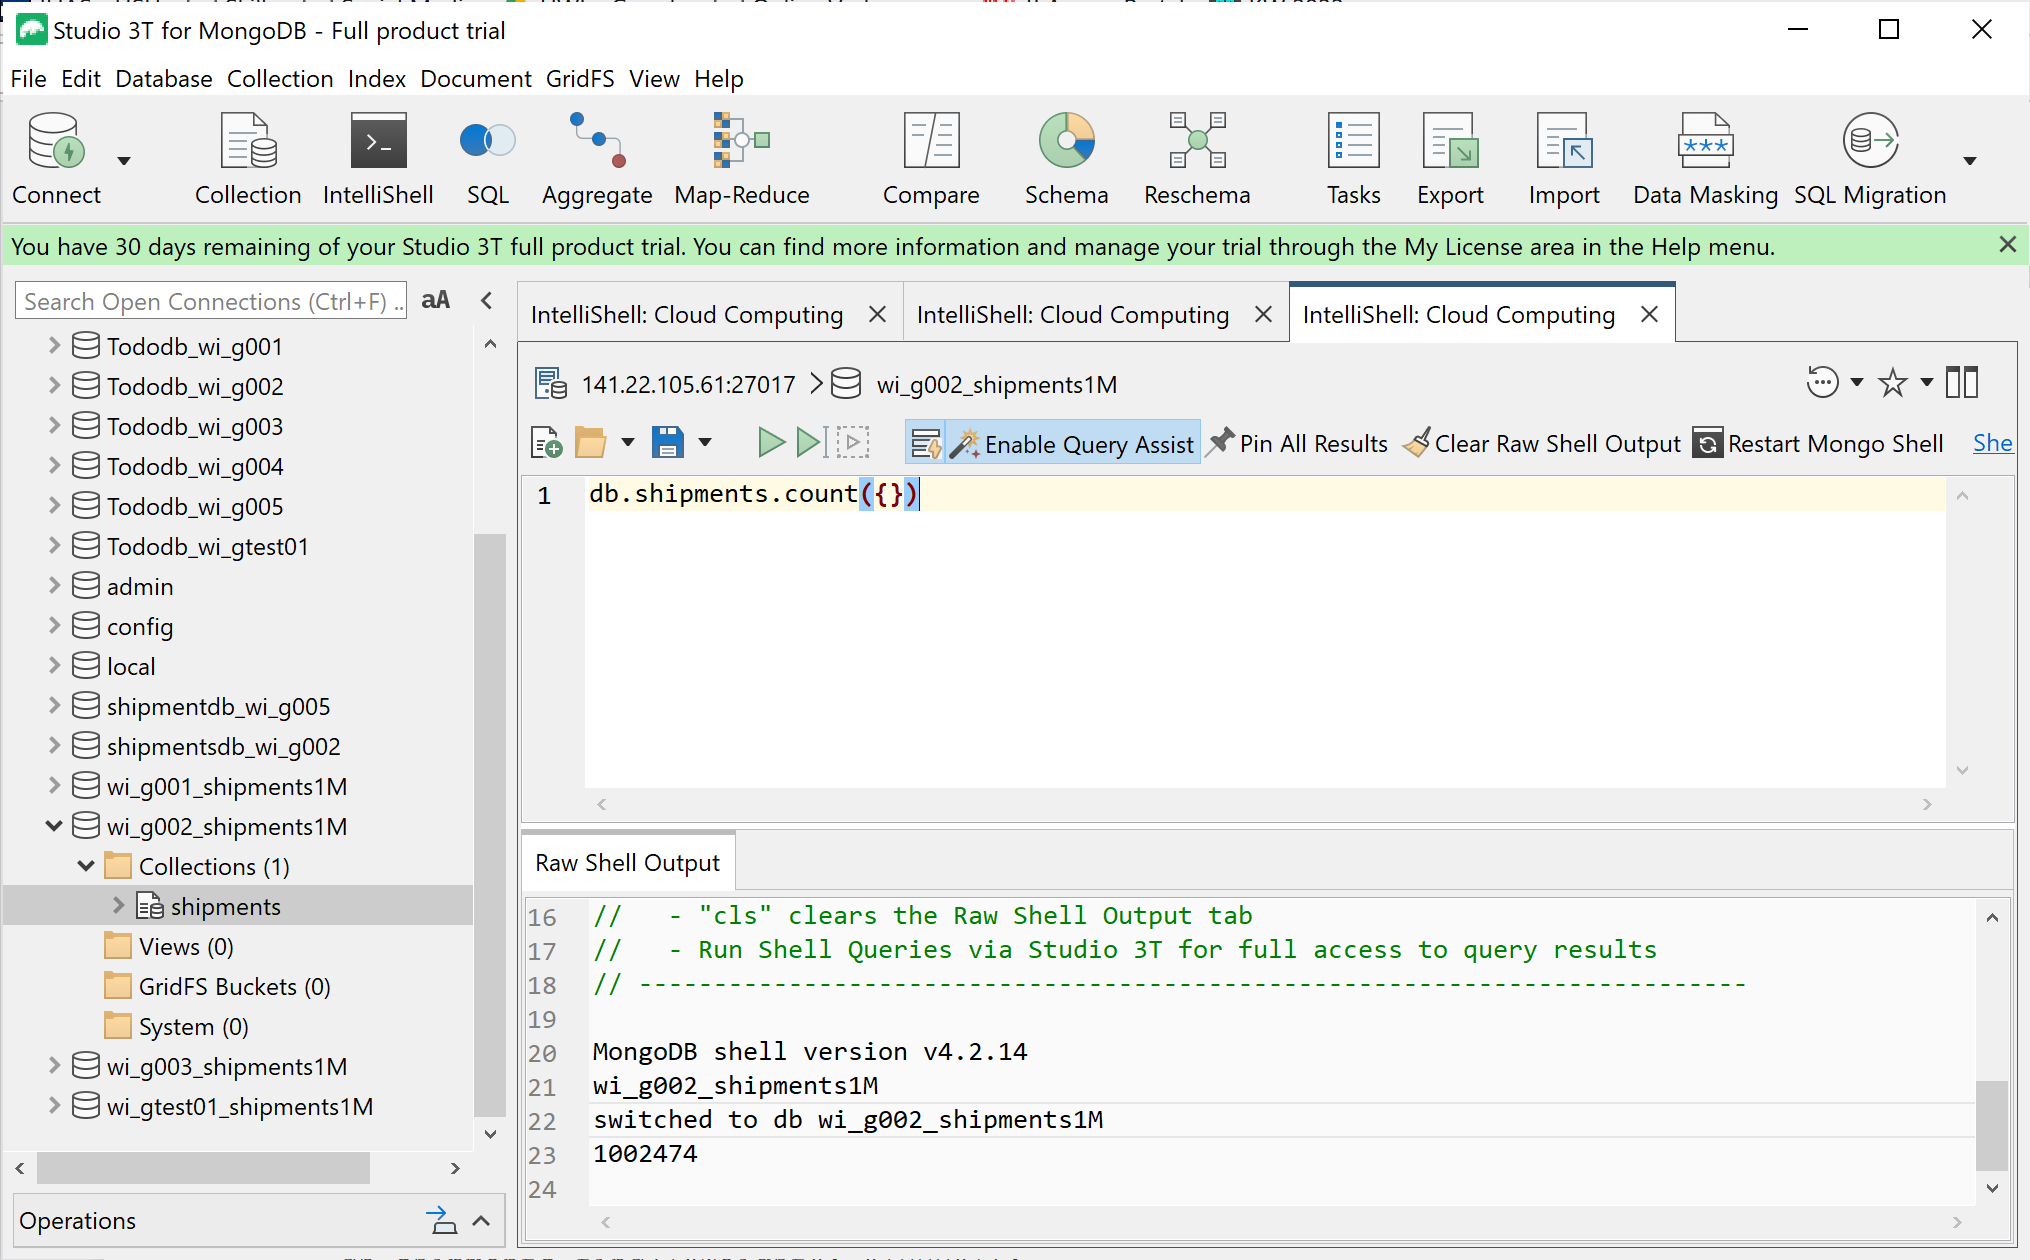 Studio 3T for MongoDB - Full product trial
File Edit Database Collection Index Document GridFS View Help
Connect Collection IntelliShell SQL Aggregate Map-Reduce Compare Schema Reschema Tasks Export Import Data Masking SQL Migration
You have 30 days remaining of your Studio 3T full product trial. You can find more information and manage your trial through the My License area in the Help menu.
Search Open Connections (Ctrl+F) .. aA
Tododb_wi_g001
Tododb_wi_g002
Tododb_wi_g003
Tododb_wi_g004
Tododb_wi_g005
Tododb_wi_gtest01
admin
config
local
shipmentdb_wi_g005
shipmentsdb_wi_g002
wi_g001_shipments1M
wi_g002_shipments1M
Collections (1)
shipments
Views (0)
GridFS Buckets (0)
System (0)
wi_g003_shipments1M
wi_gtest01_shipments1M
Operations
IntelliShell: Cloud Computing IntelliShell: Cloud Computing IntelliShell: Cloud Computing
141.22.105.61:27017 wi_g002_shipments1M
Enable Query Assist Pin All Results Clear Raw Shell Output Restart Mongo Shell She
1 db.shipments.count({})
Raw Shell Output
16 //   - "cls" clears the Raw Shell Output tab
17 //   - Run Shell Queries via Studio 3T for full access to query results
18 // --------------------------------------------------------------------------
19
20 MongoDB shell version v4.2.14
21 wi_g002_shipments1M
22 switched to db wi_g002_shipments1M
23 1002474
24